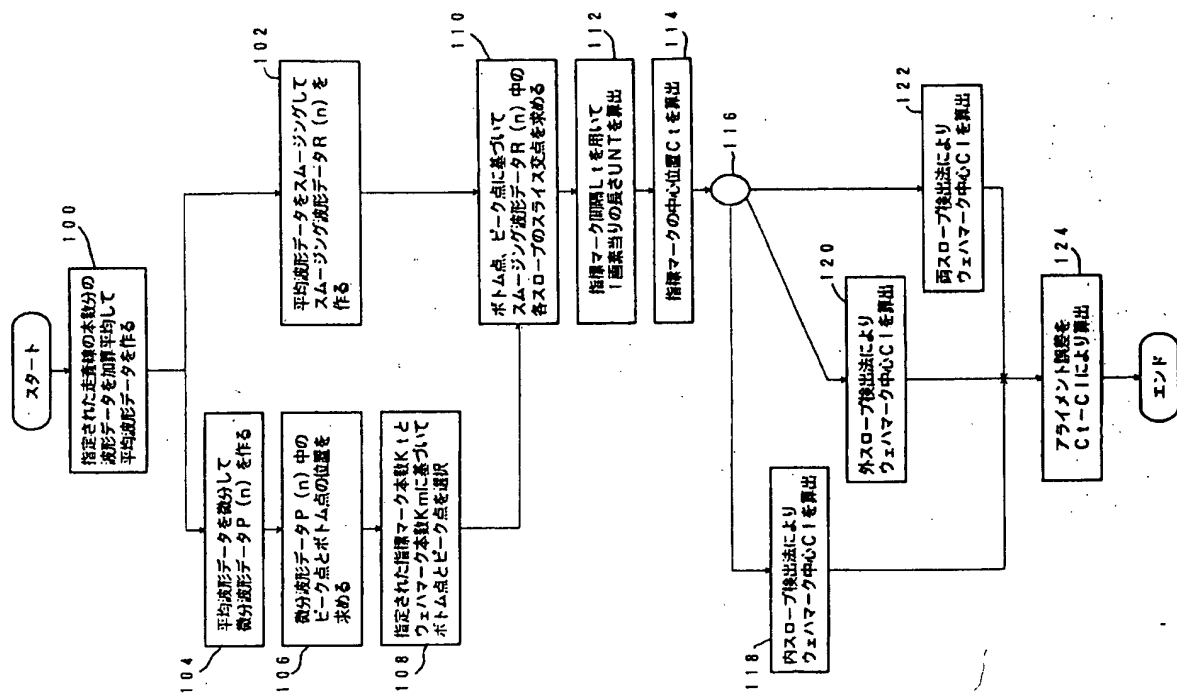 スタート
100
指定された走査線の本数分の
波形データを加算平均して
平均波形データを作る
102
平均波形データをスムージングして
スムージング波形データR(n)を
作る
104
平均波形データを微分して
微分波形データP(n)を作る
106
微分波形データP(n)中の
ピーク点とボトム点の位置を
求める
108
指定された指標マーク本数Ktと
ウェハマーク本数Kmに基づいて
ボトム点とピーク点を選択
110
ボトム点、ピーク点に基づいて
スムージング波形データR(n)中の
各スロープのスライス交点を求める
112
指標マーク間隔Ltを用いて
1画素当りの長さUNTを算出
114
指標マークの中心位置Ctを算出
116
118
内スロープ検出法により
ウェハマーク中心Clを算出
120
外スロープ検出法により
ウェハマーク中心Clを算出
122
両スロープ検出法により
ウェハマーク中心Clを算出
124
アライメント誤差を
Ct−Clにより算出
エンド